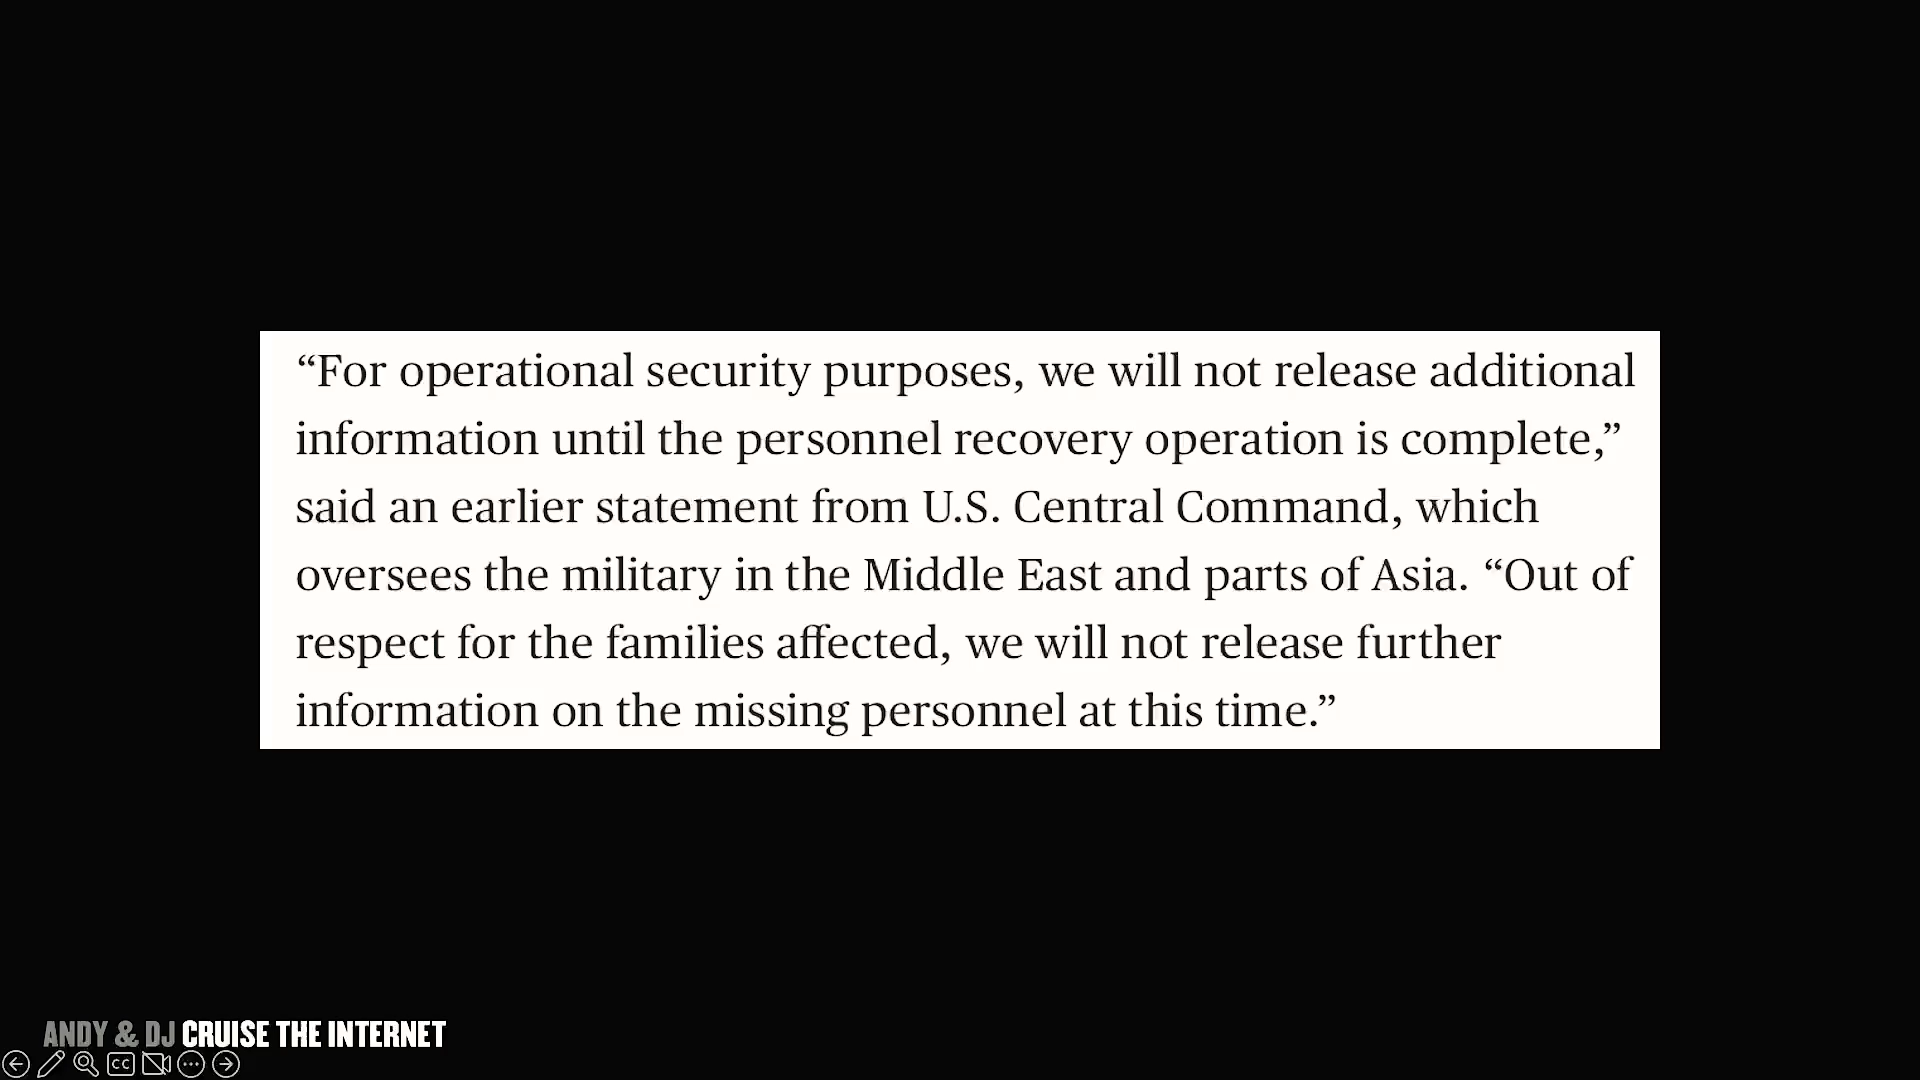 “For operational security purposes, we will not release additional
information until the personnel recovery operation is complete,”
said an earlier statement from U.S. Central Command, which
oversees the military in the Middle East and parts of Asia. “Out of
respect for the families affected, we will not release further
information on the missing personnel at this time.”
ANDY & DJ CRUISE THE INTERNET
CC